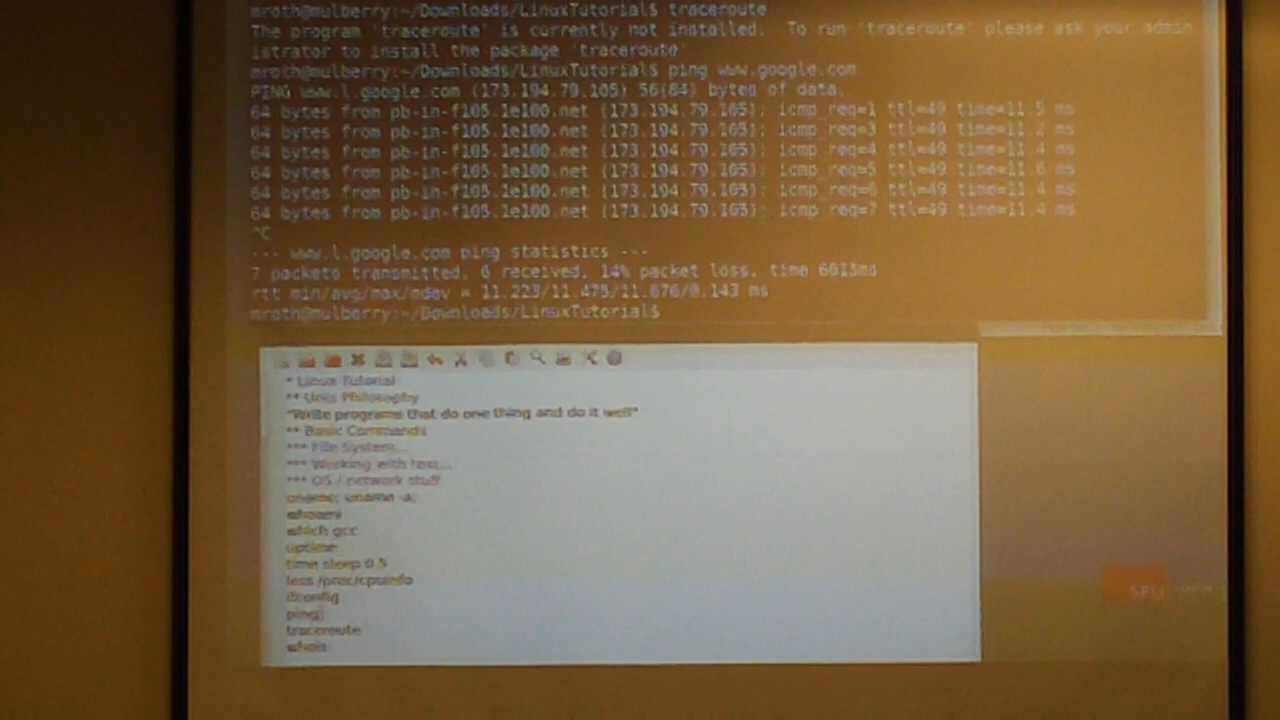 mroth@mulberry:~/Downloads/LinuxTutorial$ traceroute
The program 'traceroute' is currently not installed. To run 'traceroute' please ask your admin
istrator to install the package 'traceroute'
mroth@mulberry:~/Downloads/LinuxTutorial$ ping www.google.com
PING www.l.google.com (173.194.79.105) 56(84) bytes of data.
64 bytes from pb-in-f105.1e100.net (173.194.79.105): icmp_req=1 ttl=49 time=11.5 ms
64 bytes from pb-in-f105.1e100.net (173.194.79.105): icmp_req=3 ttl=49 time=11.2 ms
64 bytes from pb-in-f105.1e100.net (173.194.79.105): icmp_req=4 ttl=49 time=11.4 ms
64 bytes from pb-in-f105.1e100.net (173.194.79.105): icmp_req=5 ttl=49 time=11.6 ms
64 bytes from pb-in-f105.1e100.net (173.194.79.105): icmp_req=6 ttl=49 time=11.4 ms
64 bytes from pb-in-f105.1e100.net (173.194.79.105): icmp_req=7 ttl=49 time=11.4 ms
^C
--- www.l.google.com ping statistics ---
7 packets transmitted, 6 received, 14% packet loss, time 6013ms
rtt min/avg/max/mdev = 11.223/11.475/11.676/0.143 ms
mroth@mulberry:~/Downloads/LinuxTutorial$
* Linux Tutorial
** Unix Philosophy
"Write programs that do one thing and do it well"
** Basic Commands
*** File System...
*** Working with text...
*** OS / network stuff
uname; uname -a;
whoami
which gcc
uptime
time sleep 0.5
less /proc/cpuinfo
ifconfig
ping
traceroute
whois
SFU